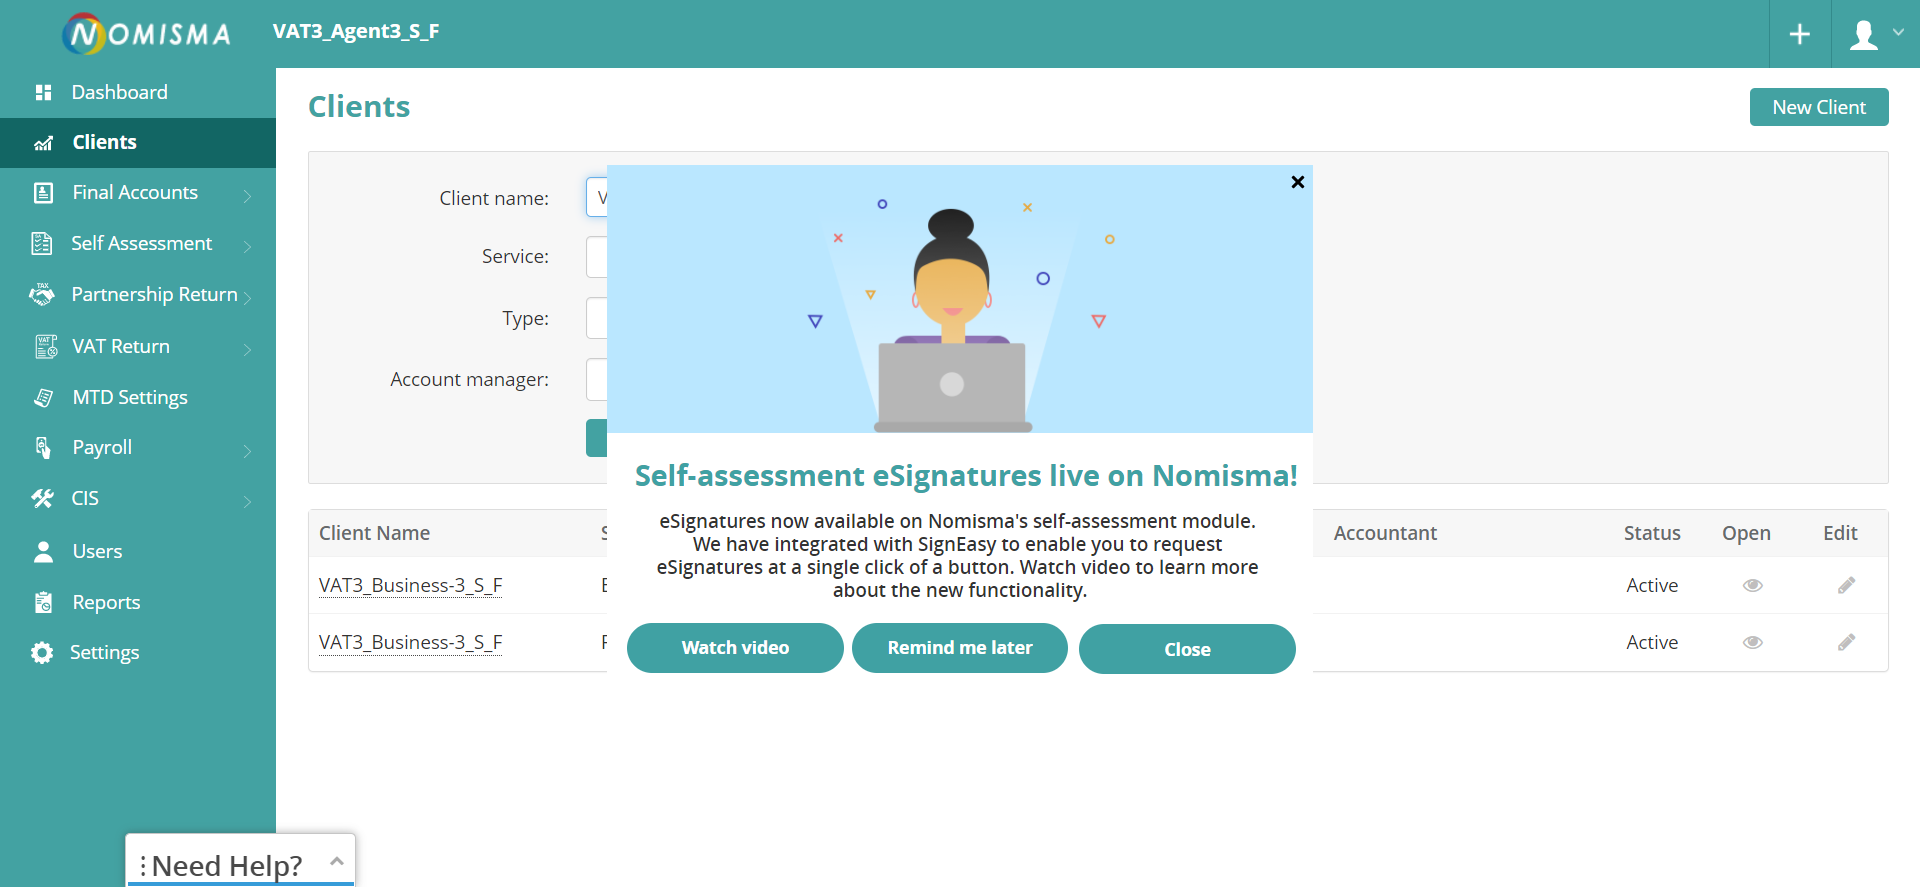 NOMISMA
VAT3_Agent3_S_F
Dashboard
Clients
Final Accounts
Self Assessment
Partnership Return
VAT Return
MTD Settings
Payroll
CIS
Users
Reports
Settings
Clients
New Client
Client name:
Service:
Type:
Account manager:
Self-assessment eSignatures live on Nomisma!
eSignatures now available on Nomisma's self-assessment module.
We have integrated with SignEasy to enable you to request
eSignatures at a single click of a button. Watch video to learn more
about the new functionality.
Watch video
Remind me later
Close
Client Name
Accountant
Status
Open
Edit
VAT3_Business-3_S_F
Active
VAT3_Business-3_S_F
Active
Need Help?